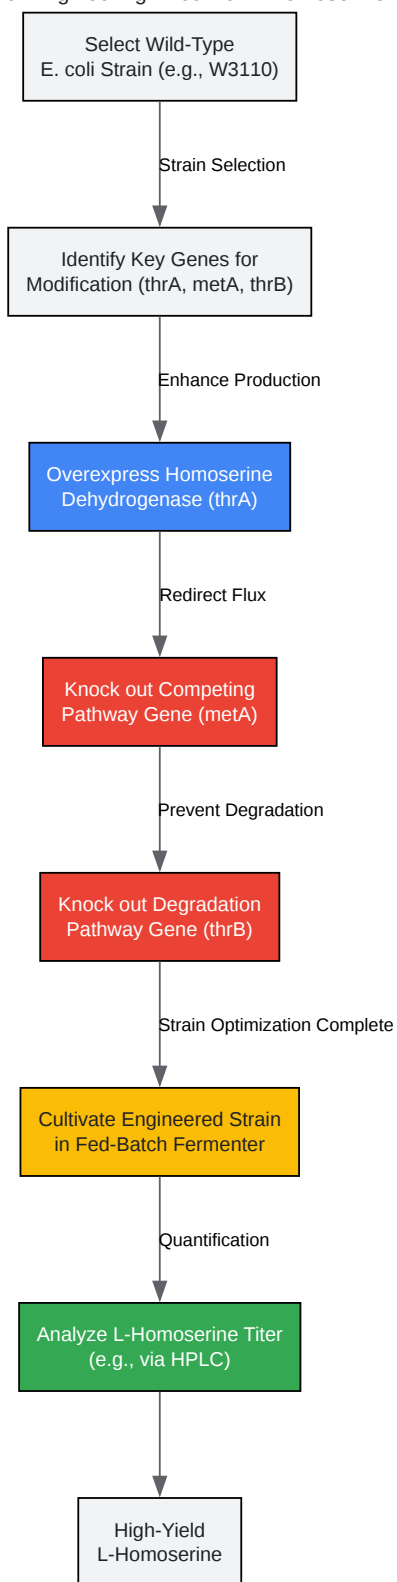 Select Wild-Type
E. coli Strain (e.g., W3110)
Strain Selection
Identify Key Genes for
Modification (thrA, metA, thrB)
Enhance Production
Overexpress Homoserine
Dehydrogenase (thrA)
Redirect Flux
Knock out Competing
Pathway Gene (metA)
Prevent Degradation
Knock out Degradation
Pathway Gene (thrB)
Strain Optimization Complete
Cultivate Engineered Strain
in Fed-Batch Fermenter
Quantification
Analyze L-Homoserine Titer
(e.g., via HPLC)
High-Yield
L-Homoserine